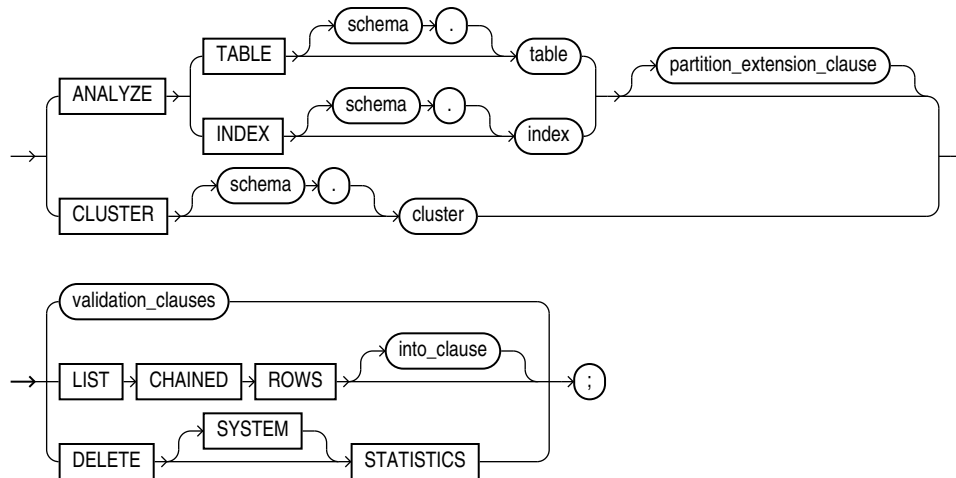 schema .
TABLE table partition_extension_clause
ANALYZE
schema .
INDEX index
schema .
CLUSTER cluster
validation_clauses
into_clause
LIST CHAINED ROWS ;
SYSTEM
DELETE STATISTICS